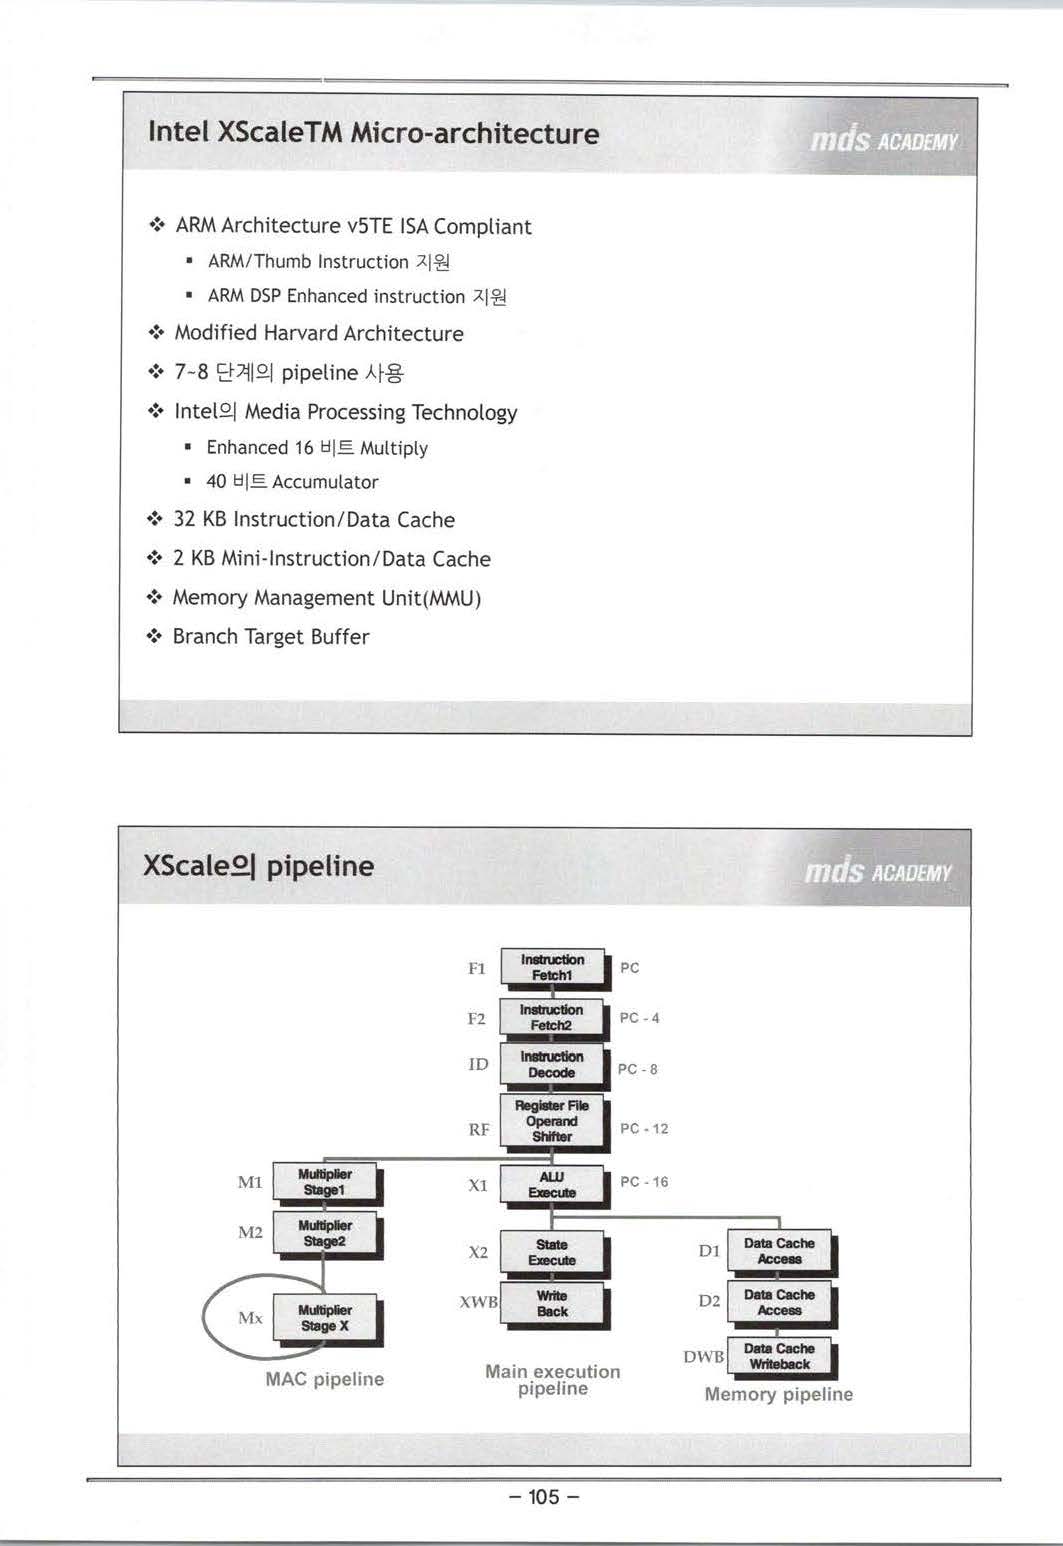 Intel XScaleTM Micro-architecture
mds ACADEMY
❖ ARM Architecture v5TE ISA Compliant
▪ ARM/Thumb Instruction 지원
▪ ARM DSP Enhanced instruction 지원
❖ Modified Harvard Architecture
❖ 7~8 단계의 pipeline 사용
❖ Intel의 Media Processing Technology
▪ Enhanced 16 비트 Multiply
▪ 40 비트 Accumulator
❖ 32 KB Instruction/Data Cache
❖ 2 KB Mini-Instruction/Data Cache
❖ Memory Management Unit(MMU)
❖ Branch Target Buffer
XScale의 pipeline
mds ACADEMY
F1
Instruction
Fetch1
PC
F2
Instruction
Fetch2
PC - 4
ID
Instruction
Decode
PC - 8
RF
Register File
Operand
Shifter
PC - 12
M1
Multiplier
Stage1
X1
ALU
Execute
PC - 16
M2
Multiplier
Stage2
X2
State
Execute
D1
Data Cache
Access
Mx
Multiplier
Stage X
XWB
Write
Back
D2
Data Cache
Access
DWB
Data Cache
Writeback
MAC pipeline
Main execution
pipeline
Memory pipeline
- 105 -